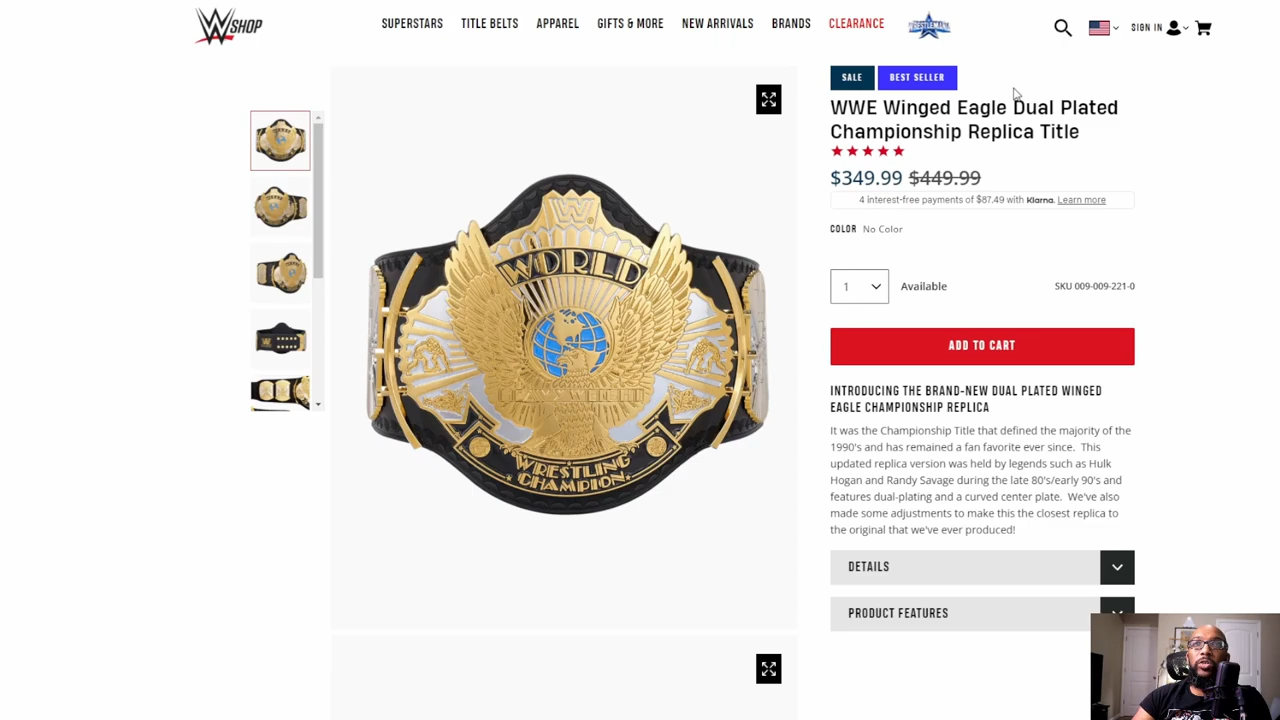 W SHOP
SUPERSTARS TITLE BELTS APPAREL GIFTS & MORE NEW ARRIVALS BRANDS CLEARANCE WRESTLEMANIA
SIGN IN
SALE BEST SELLER
WWE Winged Eagle Dual Plated
Championship Replica Title
$349.99 $449.99
4 interest-free payments of $87.49 with Klarna. Learn more
COLOR No Color
1 Available SKU 009-009-221-0
ADD TO CART
INTRODUCING THE BRAND-NEW DUAL PLATED WINGED
EAGLE CHAMPIONSHIP REPLICA
It was the Championship Title that defined the majority of the
1990's and has remained a fan favorite ever since. This
updated replica version was held by legends such as Hulk
Hogan and Randy Savage during the late 80's/early 90's and
features dual-plating and a curved center plate. We've also
made some adjustments to make this the closest replica to
the original that we've ever produced!
DETAILS
PRODUCT FEATURES
W
WORLD
HEAVYWEIGHT
WRESTLING
CHAMPION